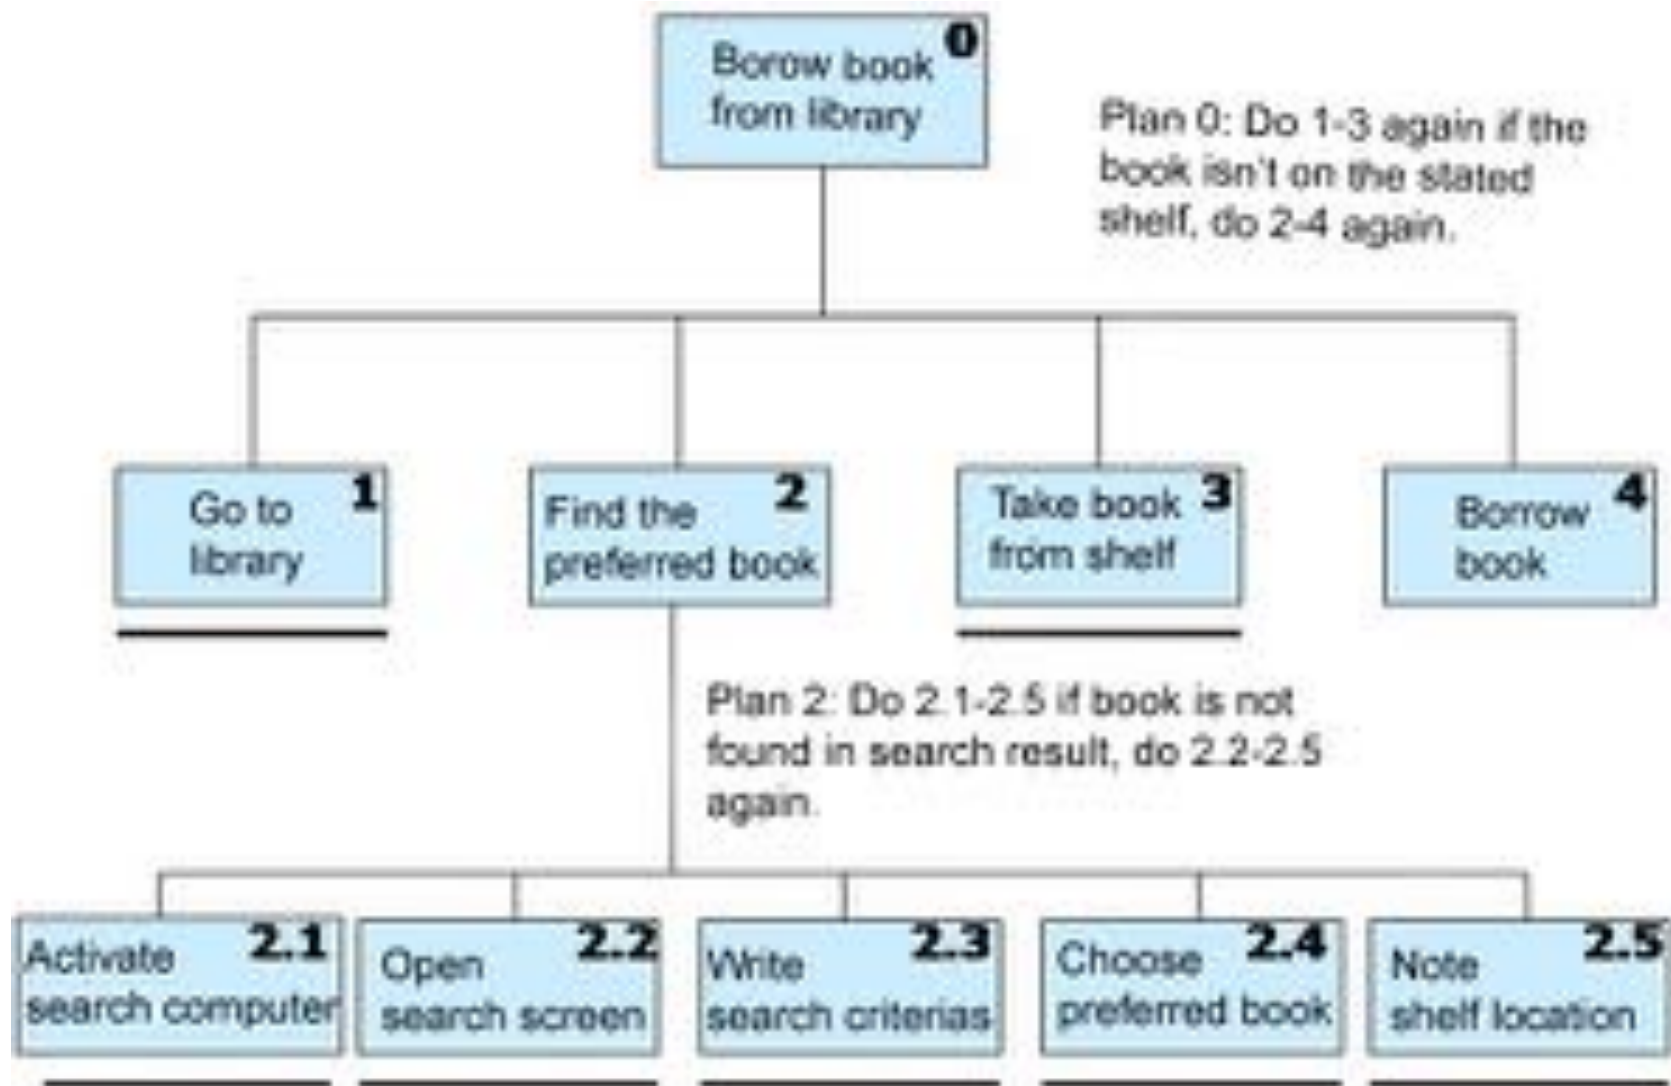 0
Borow book
from library
Plan 0: Do 1-3 again if the
book isn't on the stated
shelf, do 2-4 again.
1
Go to
library
2
Find the
preferred book
3
Take book
from shelf
4
Borrow
book
Plan 2: Do 2.1-2.5 if book is not
found in search result, do 2.2-2.5
again.
2.1
Activate
search computer
2.2
Open
search screen
2.3
Write
search criterias
2.4
Choose
preferred book
2.5
Note
shelf location